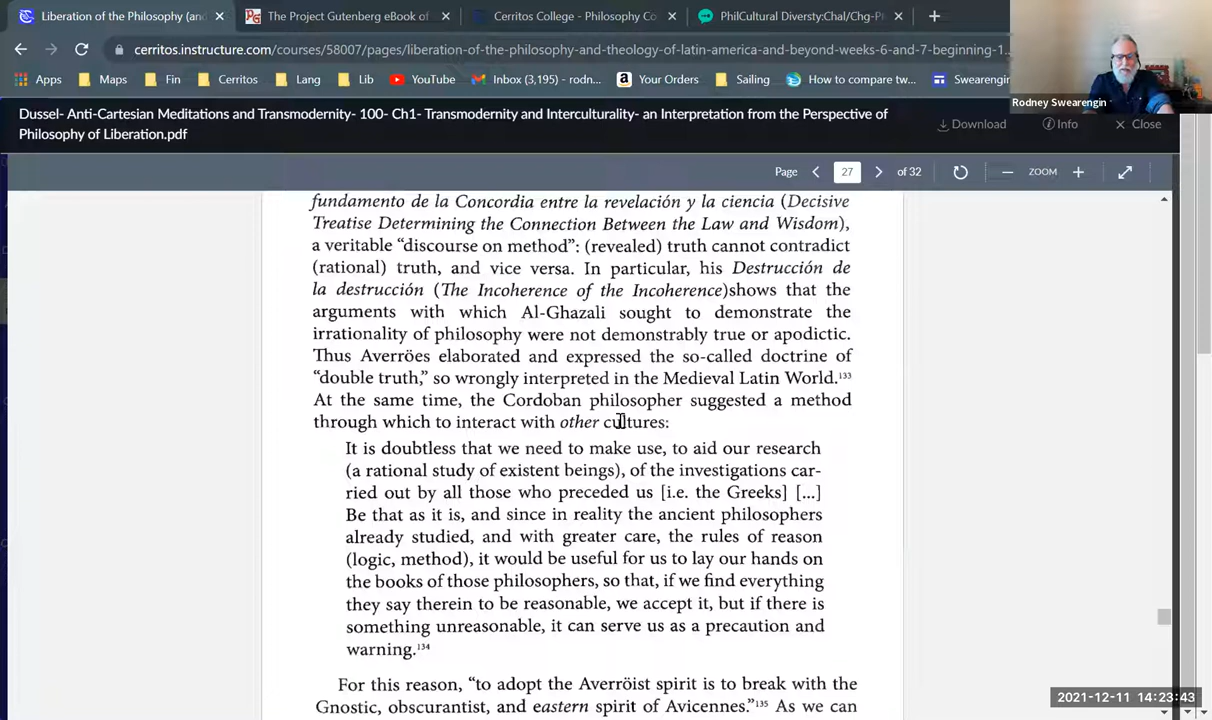 Liberation of the Philosophy (an
The Project Gutenberg eBook of
Cerritos College - Philosophy Co
PhilCultural Diversty:Chal/Chg-P
cerritos.instructure.com/courses/58007/pages/liberation-of-the-philosophy-and-theology-of-latin-america-and-beyond-weeks-6-and-7-beginning-1...
Apps Maps Fin Cerritos Lang Lib YouTube Inbox (3,195) - rodn... Your Orders Sailing How to compare tw... Swearengin
Rodney Swearengin
Dussel- Anti-Cartesian Meditations and Transmodernity- 100- Ch1- Transmodernity and Interculturality- an Interpretation from the Perspective of
Philosophy of Liberation.pdf
Download Info Close
Page 27 of 32 ZOOM
fundamento de la Concordia entre la revelación y la ciencia (Decisive
Treatise Determining the Connection Between the Law and Wisdom),
a veritable “discourse on method”: (revealed) truth cannot contradict
(rational) truth, and vice versa. In particular, his Destrucción de
la destrucción (The Incoherence of the Incoherence)shows that the
arguments with which Al-Ghazali sought to demonstrate the
irrationality of philosophy were not demonstrably true or apodictic.
Thus Averröes elaborated and expressed the so-called doctrine of
“double truth,” so wrongly interpreted in the Medieval Latin World.133
At the same time, the Cordoban philosopher suggested a method
through which to interact with other cultures:
It is doubtless that we need to make use, to aid our research
(a rational study of existent beings), of the investigations car-
ried out by all those who preceded us [i.e. the Greeks] [...]
Be that as it is, and since in reality the ancient philosophers
already studied, and with greater care, the rules of reason
(logic, method), it would be useful for us to lay our hands on
the books of those philosophers, so that, if we find everything
they say therein to be reasonable, we accept it, but if there is
something unreasonable, it can serve us as a precaution and
warning.134
For this reason, “to adopt the Averröist spirit is to break with the
Gnostic, obscurantist, and eastern spirit of Avicennes.”135 As we can
2021-12-11 14:23:43